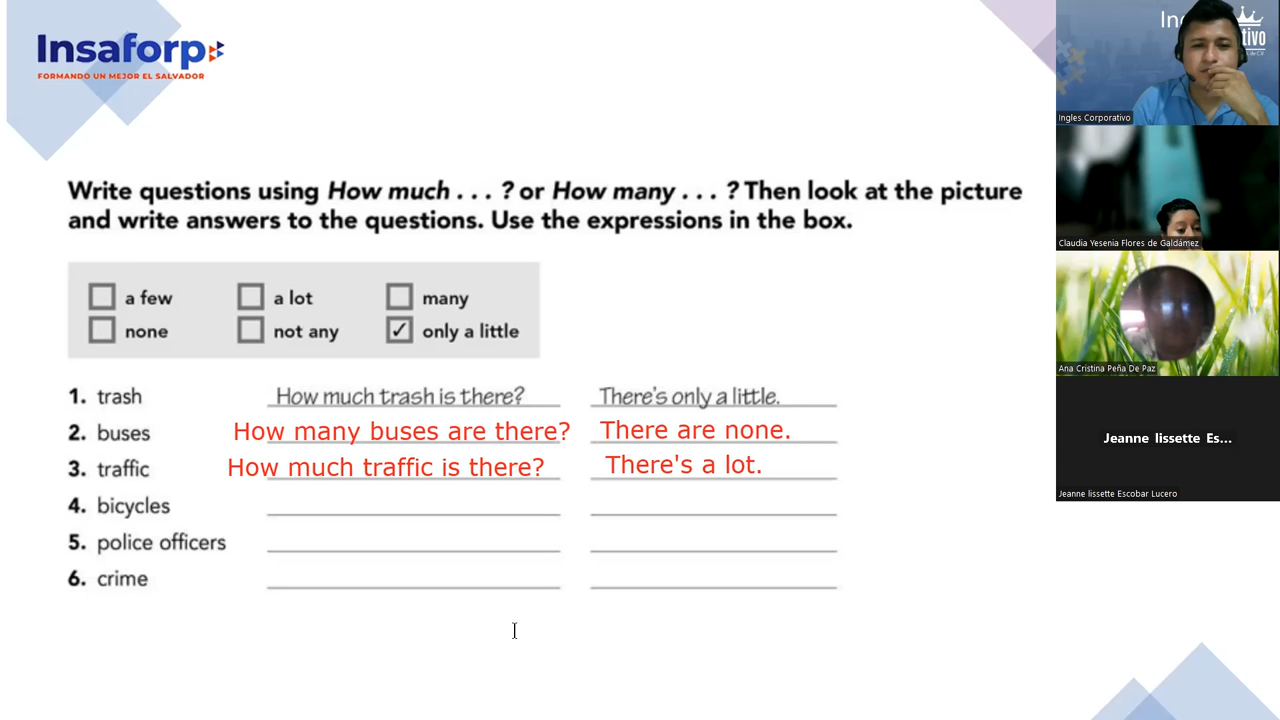 Insaforp
FORMANDO UN MEJOR EL SALVADOR
Write questions using How much . . . ? or How many . . . ? Then look at the picture
and write answers to the questions. Use the expressions in the box.
a few a lot many
none not any ✓ only a little
1. trash How much trash is there? There's only a little.
2. buses How many buses are there? There are none.
3. traffic How much traffic is there? There's a lot.
4. bicycles
5. police officers
6. crime
Ingles Corporativo
Claudia Yesenia Flores de Galdámez
Ana Cristina Peña De Paz
Jeanne lissette Es...
Jeanne lissette Escobar Lucero